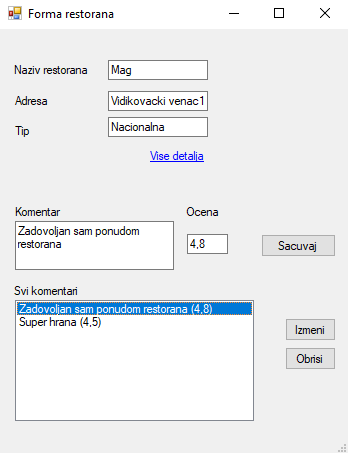 Forma restorana
Naziv restorana Mag
Adresa Vidikovacki venac1
Tip Nacionalna
Vise detalja
Komentar Ocena
Zadovoljan sam ponudom
restorana
4,8
Sacuvaj
Svi komentari
Zadovoljan sam ponudom restorana (4,8)
Super hrana (4,5)
Izmeni
Obrisi